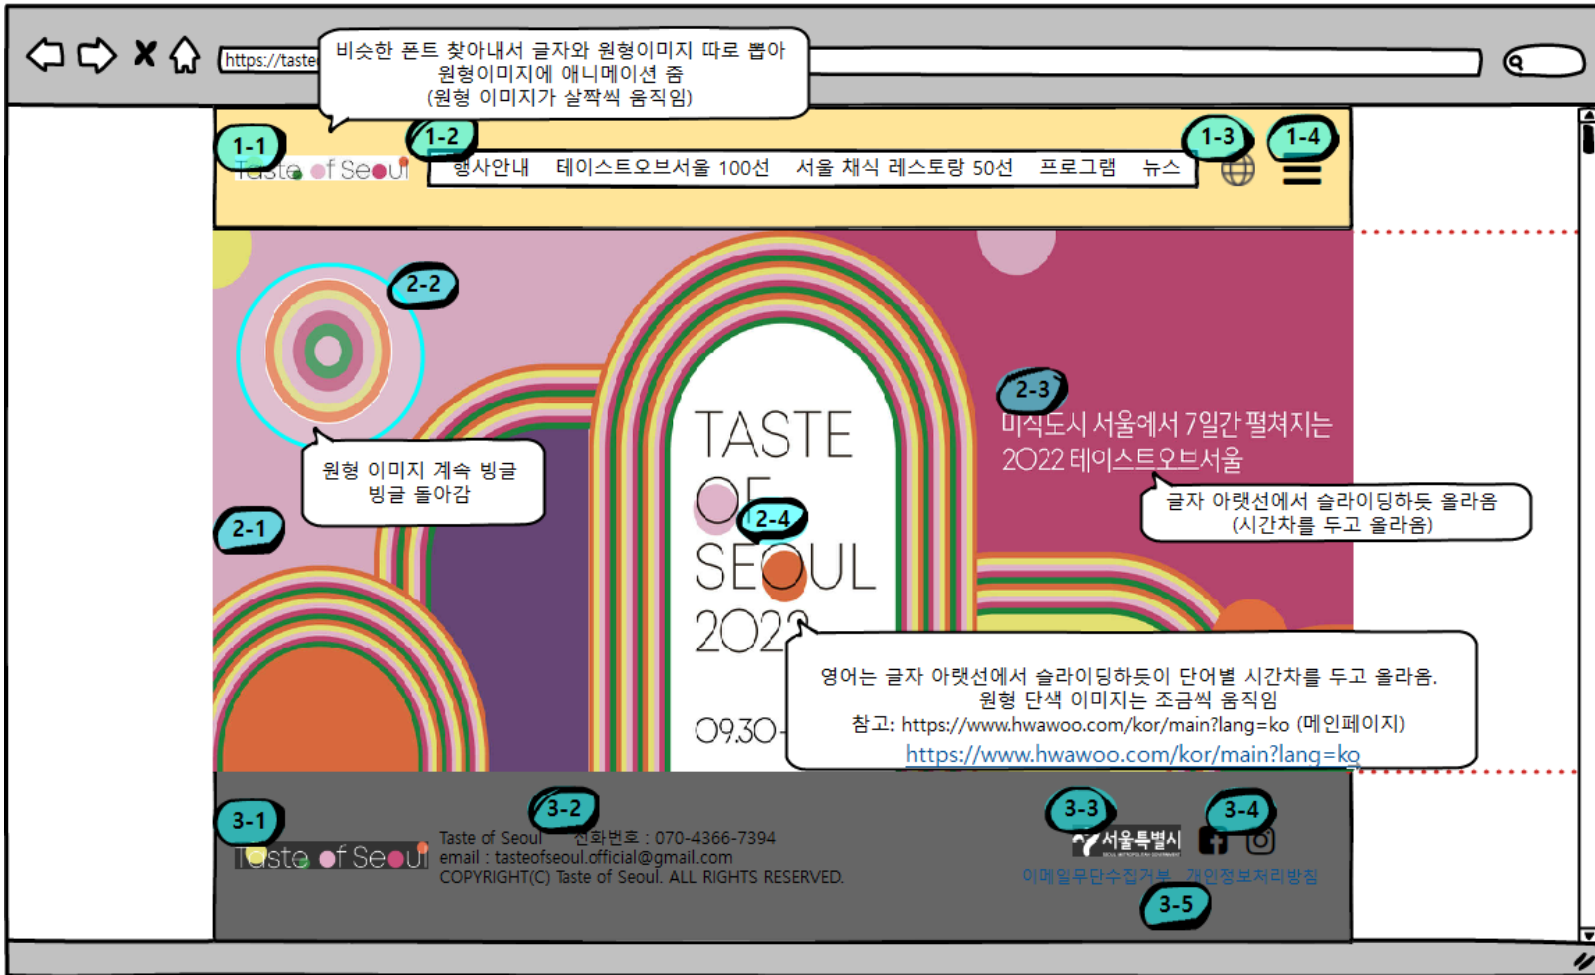 비슷한 폰트 찾아내서 글자와 원형이미지 따로 뽑아
원형이미지에 애니메이션 줌
(원형 이미지가 살짝씩 움직임)
https://taste
1-1
1-2
1-3
1-4
Taste of Seoul
행사안내 테이스트오브서울 100선 서울 채식 레스토랑 50선 프로그램 뉴스
2-2
2-3
미식도시 서울에서 7일간 펼쳐지는
2022 테이스트오브서울
글자 아랫선에서 슬라이딩하듯 올라옴
(시간차를 두고 올라옴)
원형 이미지 계속 빙글
빙글 돌아감
2-1
TASTE
OF
2-4
SEOUL
2022
09.30-
영어는 글자 아랫선에서 슬라이딩하듯이 단어별 시간차를 두고 올라옴.
원형 단색 이미지는 조금씩 움직임
참고: https://www.hwawoo.com/kor/main?lang=ko (메인페이지)
https://www.hwawoo.com/kor/main?lang=ko
3-1
3-2
3-3
3-4
Taste of Seoul
Taste of Seoul 전화번호 : 070-4366-7394
email : tasteofseoul.official@gmail.com
COPYRIGHT(C) Taste of Seoul. ALL RIGHTS RESERVED.
서울특별시
이메일무단수집거부 개인정보처리방침
3-5